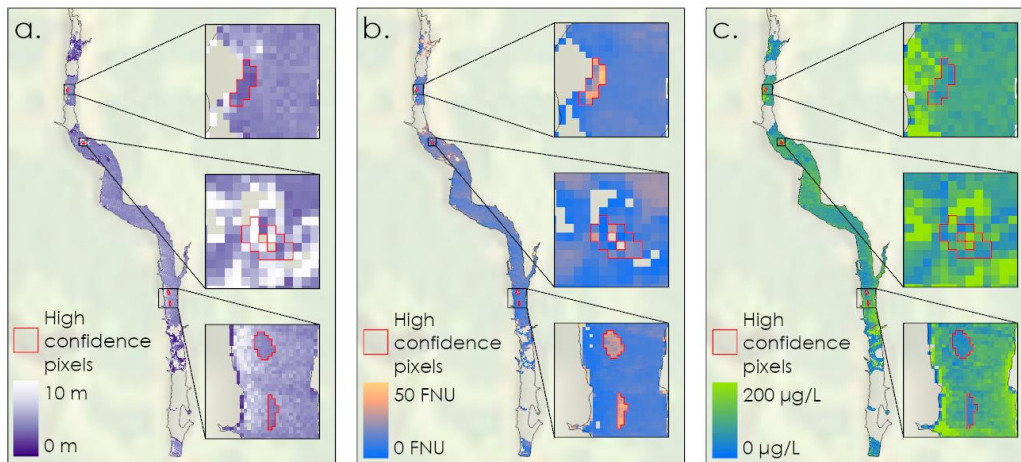 a.
High
confidence
pixels
10 m
0 m
b.
High
confidence
pixels
50 FNU
0 FNU
c.
High
confidence
pixels
200 µg/L
0 µg/L